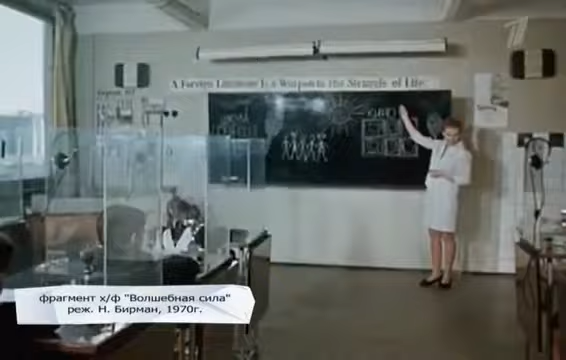 A Foreign Language Is a Weapon in the Struggle of Life.
фрагмент х/ф "Волшебная сила"
реж. Н. Бирман, 1970г.